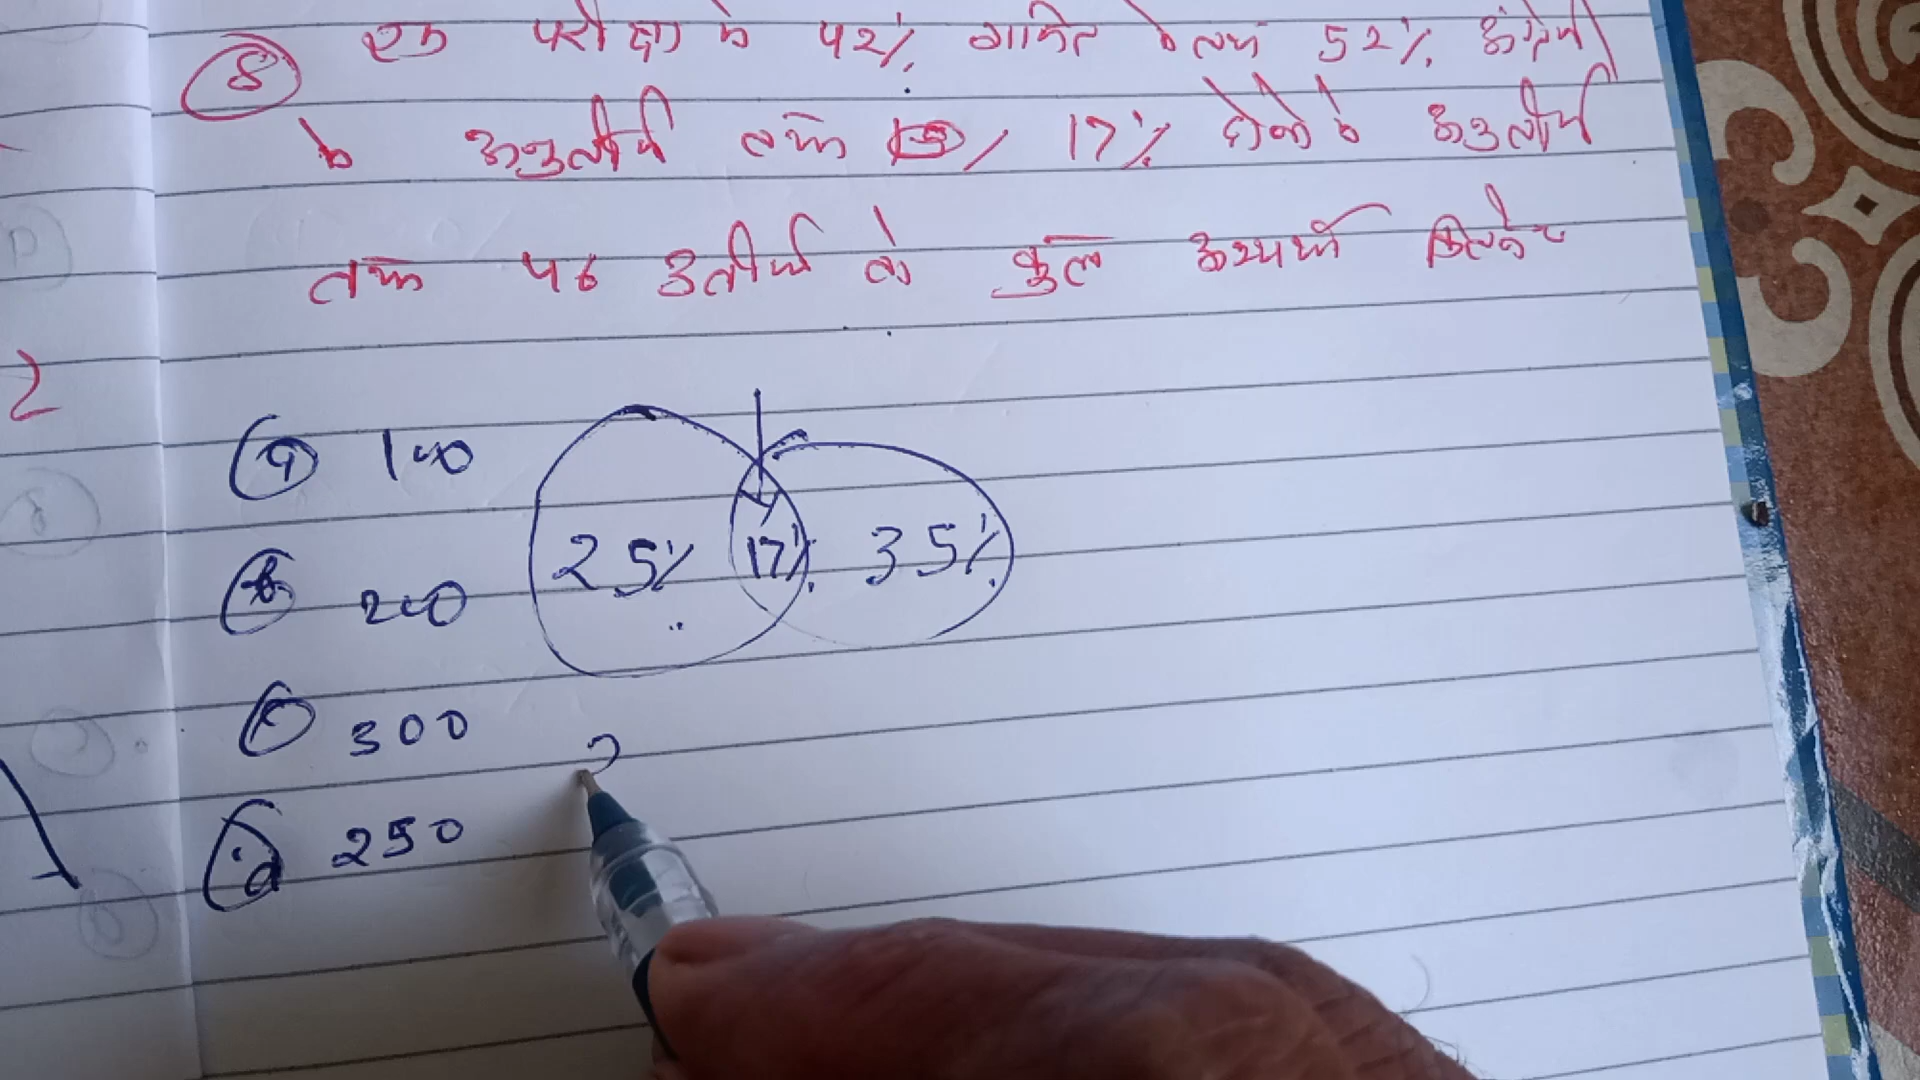 8 एक परीक्षा में 42% गणित में तथा 52% अंग्रेजी
में अनुत्तीर्ण तथा 17% दोनों में अनुत्तीर्ण
तथा 46 उत्तीर्ण तो कुल अभ्यर्थी कितने
2
a 100
25% 17% 35%
b 200
c 300
d 250